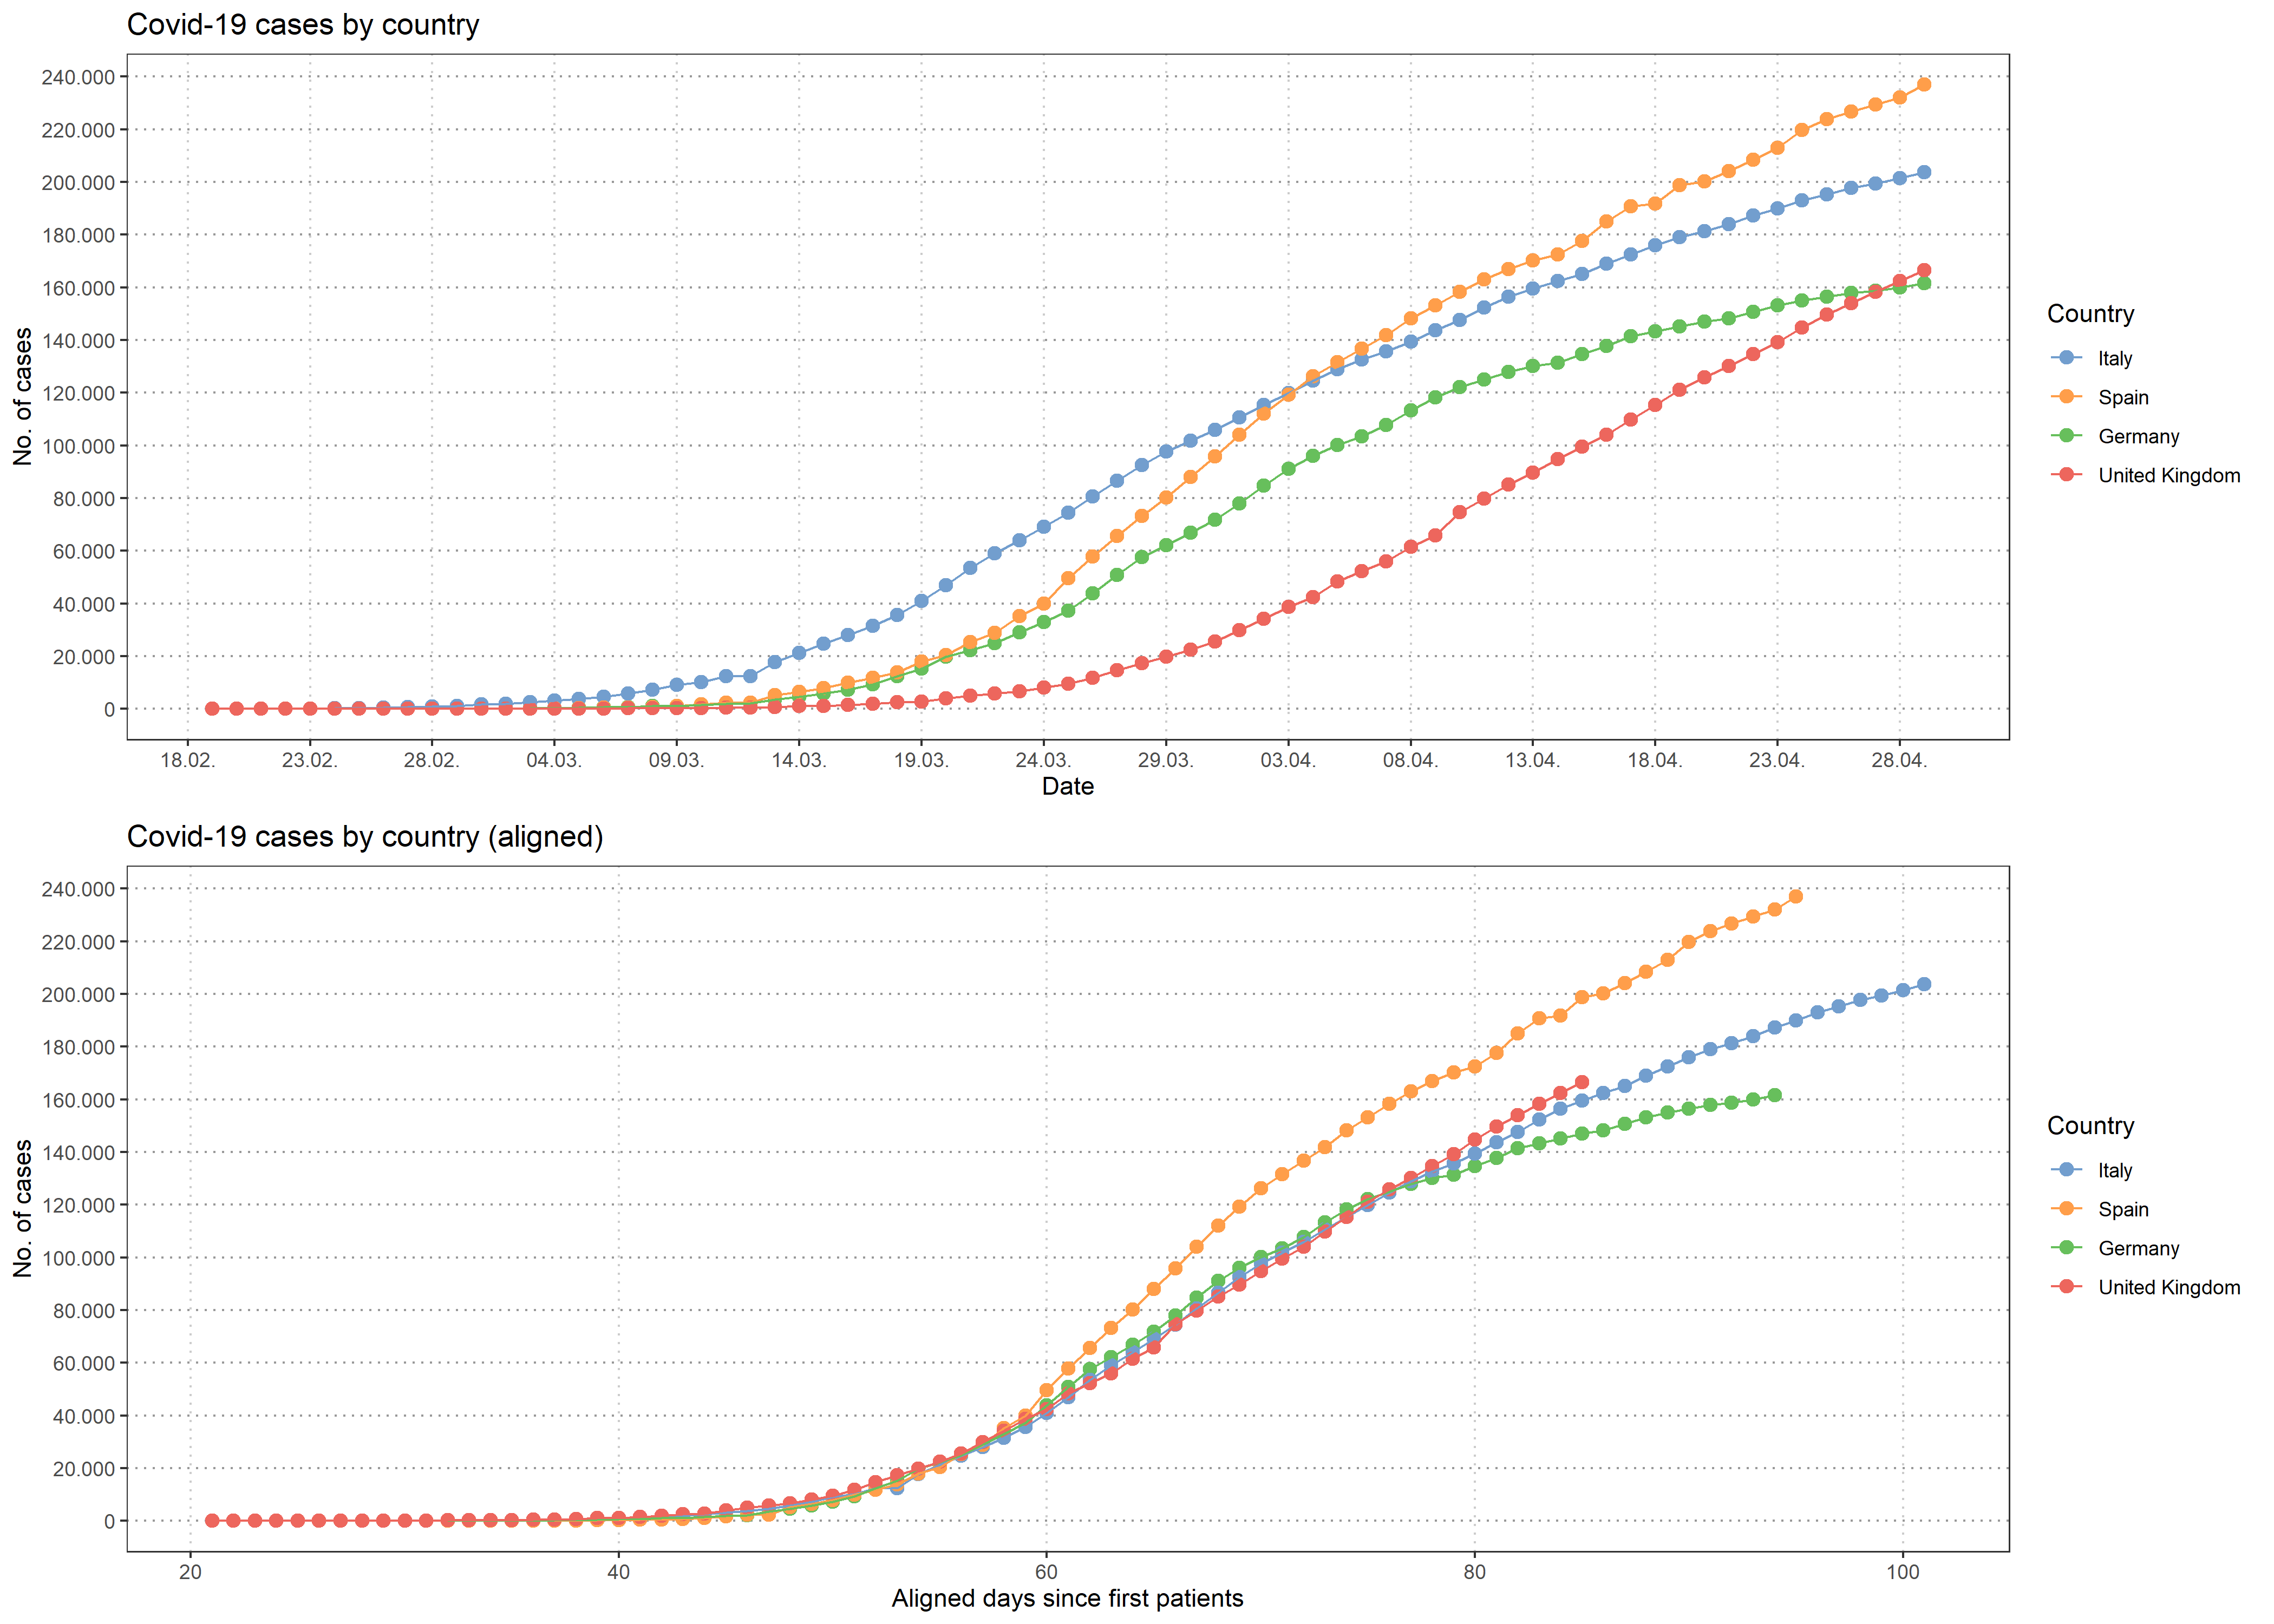 Covid-19 cases by country
240.000
220.000
200.000
180.000
160.000
140.000
120.000
100.000
80.000
60.000
40.000
20.000
0
No. of cases
18.02. 23.02. 28.02. 04.03. 09.03. 14.03. 19.03. 24.03. 29.03. 03.04. 08.04. 13.04. 18.04. 23.04. 28.04.
Date
Country
Italy
Spain
Germany
United Kingdom
Covid-19 cases by country (aligned)
240.000
220.000
200.000
180.000
160.000
140.000
120.000
100.000
80.000
60.000
40.000
20.000
0
No. of cases
20 40 60 80 100
Aligned days since first patients
Country
Italy
Spain
Germany
United Kingdom